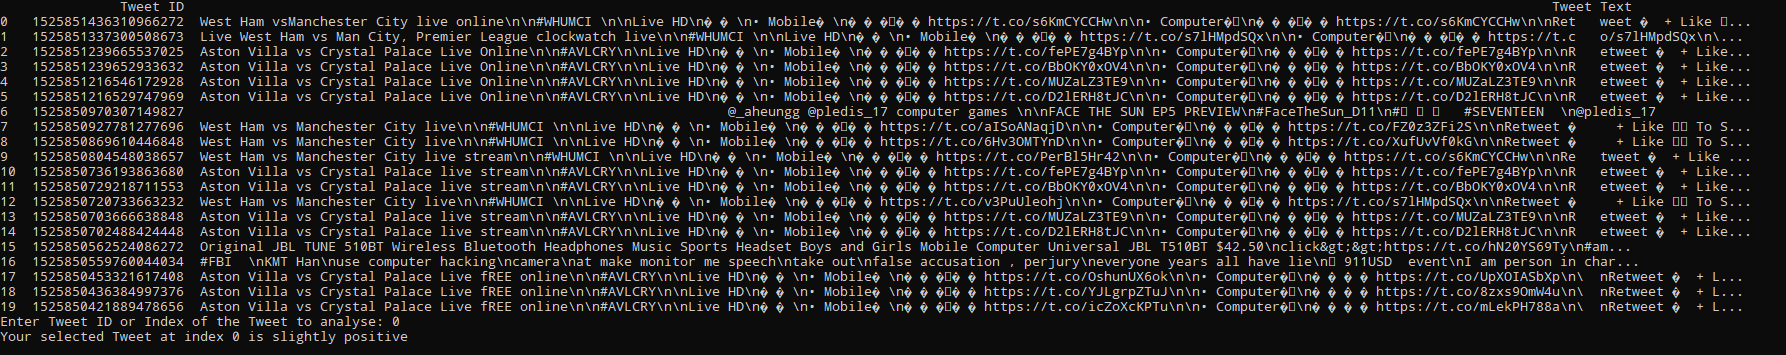 Tweet ID Tweet Text
0 1525851436310966272 West Ham vsManchester City live online\n\n#WHUMCI \n\nLive HD\n� �\n• Mobile� \n� �▯� � https://t.co/s6KmCYCCHw\n\n• Computer�▯\n� �▯� � https://t.co/s6KmCYCCHw\n\nRet weet � + Like ▯...
1 1525851337300508673 Live West Ham vs Man City, Premier League clockwatch live\n\n#WHUMCI \n\nLive HD\n� �\n• Mobile� \n� �▯� � https://t.co/s7lHMpdSQx\n\n• Computer�▯\n� �▯� � https://t.c o/s7lHMpdSQx\n\...
2 1525851239665537025 Aston Villa vs Crystal Palace Live Online\n\n#AVLCRY\n\nLive HD\n� �\n• Mobile� \n� �▯� � https://t.co/fePE7g4BYp\n\n• Computer�▯\n� �▯� � https://t.co/fePE7g4BYp\n\nR etweet � + Like...
3 1525851239652933632 Aston Villa vs Crystal Palace Live Online\n\n#AVLCRY\n\nLive HD\n� �\n• Mobile� \n� �▯� � https://t.co/BbOKY0xOV4\n\n• Computer�▯\n� �▯� � https://t.co/BbOKY0xOV4\n\nR etweet � + Like...
4 1525851216546172928 Aston Villa vs Crystal Palace Live Online\n\n#AVLCRY\n\nLive HD\n� �\n• Mobile� \n� �▯� � https://t.co/MUZaLZ3TE9\n\n• Computer�▯\n� �▯� � https://t.co/MUZaLZ3TE9\n\nR etweet � + Like...
5 1525851216529747969 Aston Villa vs Crystal Palace Live Online\n\n#AVLCRY\n\nLive HD\n� �\n• Mobile� \n� �▯� � https://t.co/D2lERH8tJC\n\n• Computer�▯\n� �▯� � https://t.co/D2lERH8tJC\n\nR etweet � + Like...
6 1525850970307149827 @_aheungg @pledis_17 computer games \n\nFACE THE SUN EP5 PREVIEW\n#FaceTheSun_D11\n#▯ ▯ ▯ #SEVENTEEN \n@pledis_17
7 1525850927781277696 West Ham vs Manchester City live\n\n#WHUMCI \n\nLive HD\n� �\n• Mobile� \n� �▯� � https://t.co/aISoANaqjD\n\n• Computer�▯\n� �▯� � https://t.co/FZ0z3ZFi2S\n\nRetweet � + Like ▯▯ To S...
8 1525850869610446848 West Ham vs Manchester City live\n\n#WHUMCI \n\nLive HD\n� �\n• Mobile� \n� �▯� � https://t.co/6Hv3OMTYnD\n\n• Computer�▯\n� �▯� � https://t.co/XufUvVf0kG\n\nRetweet � + Like ▯▯ To S...
9 1525850804548038657 West Ham vs Manchester City live stream\n\n#WHUMCI \n\nLive HD\n� �\n• Mobile� \n� �▯� � https://t.co/PerBl5Hr42\n\n• Computer�▯\n� �▯� � https://t.co/s6KmCYCCHw\n\nRe tweet � + Like ...
10 1525850736193863680 Aston Villa vs Crystal Palace Live stream\n\n#AVLCRY\n\nLive HD\n� �\n• Mobile� \n� �▯� � https://t.co/fePE7g4BYp\n\n• Computer�▯\n� �▯� � https://t.co/fePE7g4BYp\n\nR etweet � + Like...
11 1525850729218711553 Aston Villa vs Crystal Palace Live stream\n\n#AVLCRY\n\nLive HD\n� �\n• Mobile� \n� �▯� � https://t.co/BbOKY0xOV4\n\n• Computer�▯\n� �▯� � https://t.co/BbOKY0xOV4\n\nR etweet � + Like...
12 1525850720733663232 West Ham vs Manchester City live\n\n#WHUMCI \n\nLive HD\n� �\n• Mobile� \n� �▯� � https://t.co/v3PuUleohj\n\n• Computer�▯\n� �▯� � https://t.co/s7lHMpdSQx\n\nRetweet � + Like ▯▯ To S...
13 1525850703666638848 Aston Villa vs Crystal Palace Live stream\n\n#AVLCRY\n\nLive HD\n� �\n• Mobile� \n� �▯� � https://t.co/MUZaLZ3TE9\n\n• Computer�▯\n� �▯� � https://t.co/MUZaLZ3TE9\n\nR etweet � + Like...
14 1525850702488424448 Aston Villa vs Crystal Palace Live stream\n\n#AVLCRY\n\nLive HD\n� �\n• Mobile� \n� �▯� � https://t.co/D2lERH8tJC\n\n• Computer�▯\n� �▯� � https://t.co/D2lERH8tJC\n\nR etweet � + Like...
15 1525850562524086272 Original JBL TUNE 510BT Wireless Bluetooth Headphones Music Sports Headset Boys and Girls Mobile Computer Universal JBL T510BT $42.50\nclick&gt;&gt;https://t.co/hN20YS69Ty\n#am...
16 1525850559760044034 #FBI \nKMT Han\nuse computer hacking\ncamera\nat make monitor me speech\ntake out\nfalse accusation , perjury\neveryone years all have lie\n▯ 911USD event\nI am person in char...
17 1525850453321617408 Aston Villa vs Crystal Palace Live fREE online\n\n#AVLCRY\n\nLive HD\n� �\n• Mobile� \n� �▯� � https://t.co/OshunUX6ok\n\n• Computer�▯\n� �▯� � https://t.co/UpXOIASbXp\n\ nRetweet � + L...
18 1525850436384997376 Aston Villa vs Crystal Palace Live fREE online\n\n#AVLCRY\n\nLive HD\n� �\n• Mobile� \n� �▯� � https://t.co/YJLgrpZTuJ\n\n• Computer�▯\n� �▯� � https://t.co/8zxs9OmW4u\n\ nRetweet � + L...
19 1525850421889478656 Aston Villa vs Crystal Palace Live fREE online\n\n#AVLCRY\n\nLive HD\n� �\n• Mobile� \n� �▯� � https://t.co/icZoXcKPTu\n\n• Computer�▯\n� �▯� � https://t.co/mLekPH788a\n\ nRetweet � + L...
Enter Tweet ID or Index of the Tweet to analyse: 0
Your selected Tweet at index 0 is slightly positive